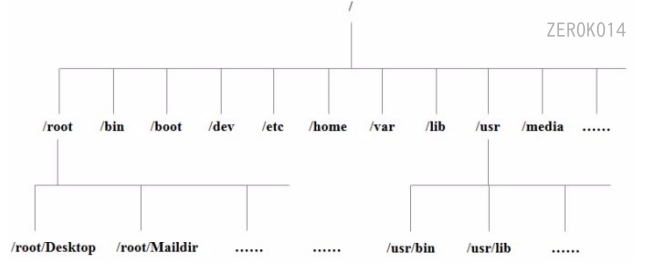 /
ZEROK014
/root /bin /boot /dev /etc /home /var /lib /usr /media ......
/root/Desktop /root/Maildir ...... ...... /usr/bin /usr/lib ......